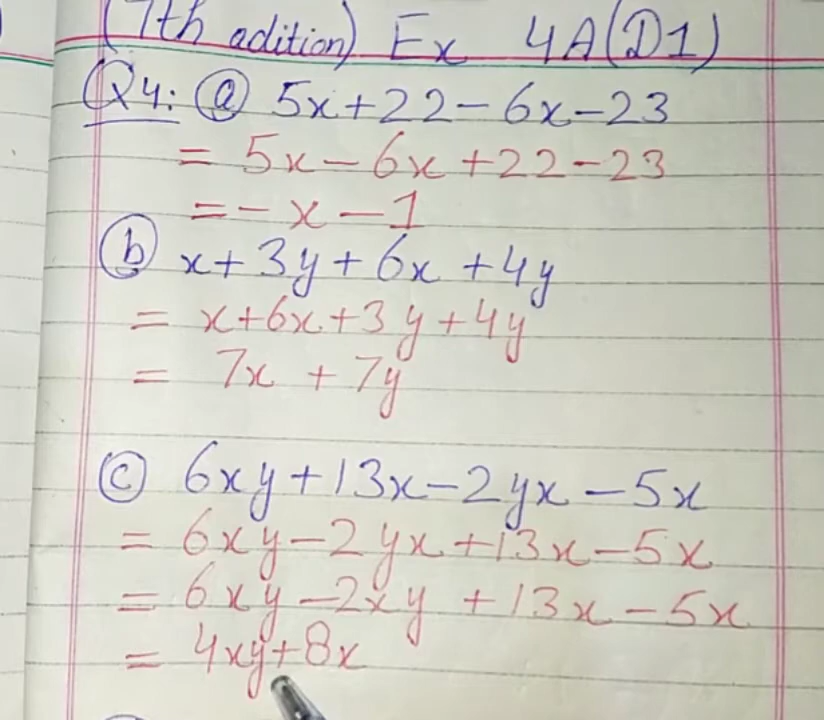 (7th adition) Ex 4A(D1)
Q4: ⓐ 5x+22-6x-23
= 5x-6x+22-23
=-x-1
ⓑ x+3y+6x+4y
= x+6x+3y+4y
= 7x+7y
ⓒ 6xy+13x-2yx-5x
= 6xy-2yx+13x-5x
= 6xy-2xy+13x-5x
= 4xy+8x